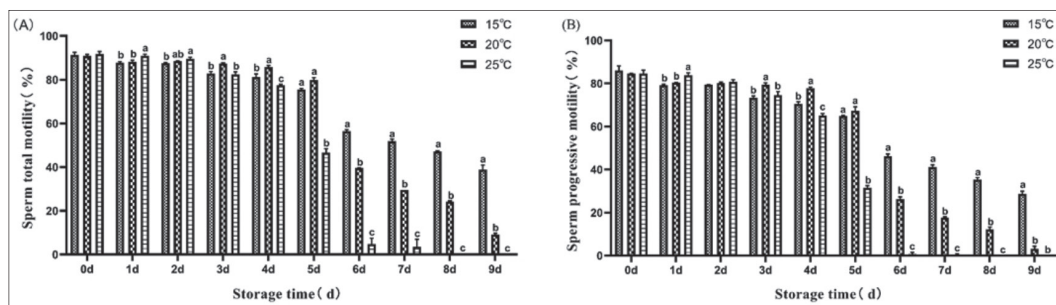 (A)
15℃
20℃
25℃
Sperm total motility( %)
100
80
60
40
20
0
b b a
b ab a
b a b
b a c
a a b
a b c
a b c
a b c
a b c
0d 1d 2d 3d 4d 5d 6d 7d 8d 9d
Storage time( d)
(B)
15℃
20℃
25℃
Sperm progressive motility( %)
100
80
60
40
20
0
b b a
b a b
b a c
a a b
a b c
a b c
a b c
a b b
0d 1d 2d 3d 4d 5d 6d 7d 8d 9d
Storage time( d)